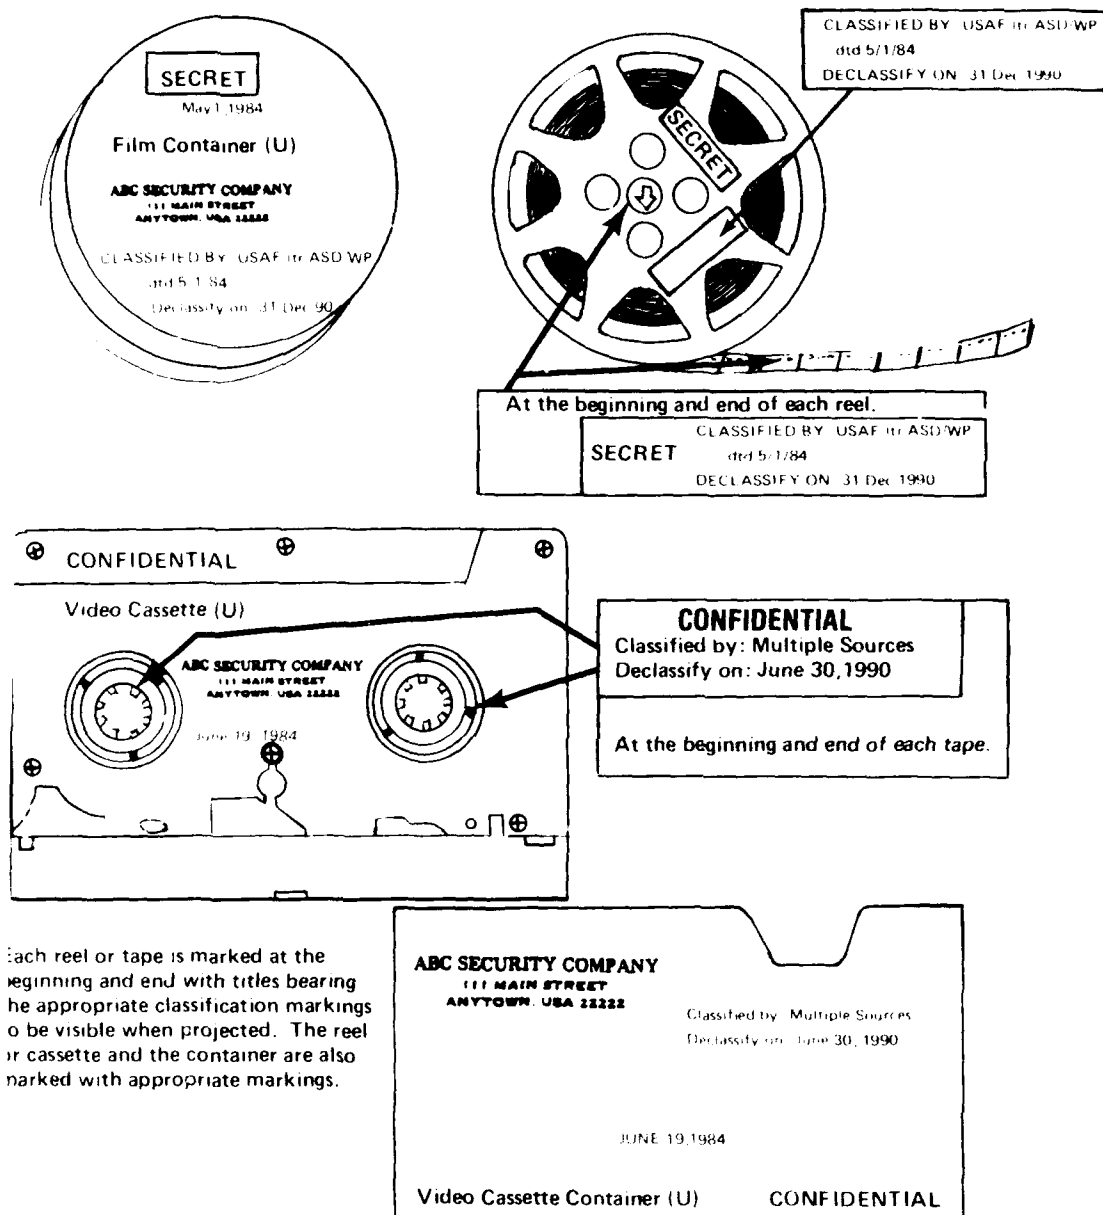 SECRET
May 1, 1984
Film Container (U)
ABC SECURITY COMPANY
111 MAIN STREET
ANYTOWN, USA 22222
CLASSIFIED BY USAF ltr ASD/WP
dtd 5/1/84
Declassify on 31 Dec 90
SECRET
CLASSIFIED BY USAF ltr ASD/WP
dtd 5/1/84
DECLASSIFY ON 31 Dec 1990
At the beginning and end of each reel.
SECRET
CLASSIFIED BY USAF ltr ASD/WP
dtd 5/1/84
DECLASSIFY ON 31 Dec 1990
CONFIDENTIAL
Video Cassette (U)
ABC SECURITY COMPANY
111 MAIN STREET
ANYTOWN, USA 22222
June 19, 1984
CONFIDENTIAL
Classified by: Multiple Sources
Declassify on: June 30, 1990
At the beginning and end of each tape.
Each reel or tape is marked at the
beginning and end with titles bearing
the appropriate classification markings
to be visible when projected. The reel
or cassette and the container are also
marked with appropriate markings.
ABC SECURITY COMPANY
111 MAIN STREET
ANYTOWN, USA 22222
Classified by Multiple Sources
Declassify on June 30, 1990
JUNE 19, 1984
Video Cassette Container (U)
CONFIDENTIAL